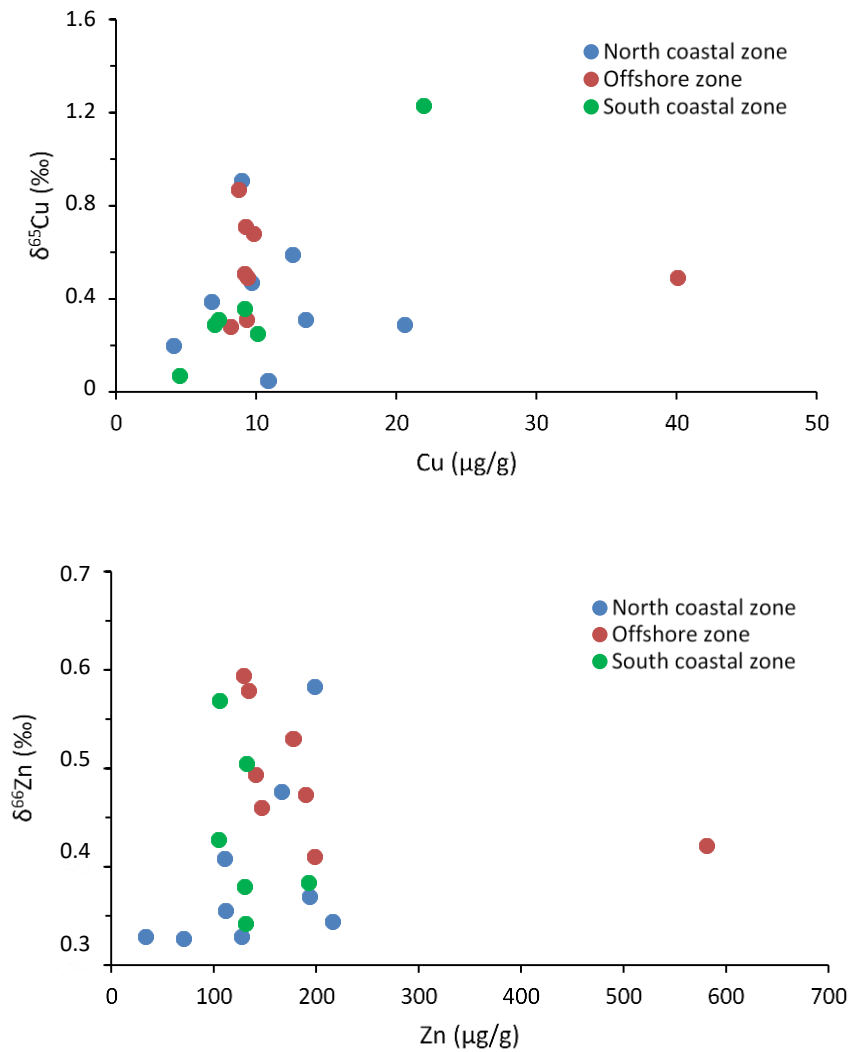 1.6
1.2
0.8
0.4
0
δ⁶⁵Cu (‰)
North coastal zone
Offshore zone
South coastal zone
0 10 20 30 40 50
Cu (µg/g)
0.7
0.6
0.5
0.4
0.3
δ⁶⁶Zn (‰)
North coastal zone
Offshore zone
South coastal zone
0 100 200 300 400 500 600 700
Zn (µg/g)